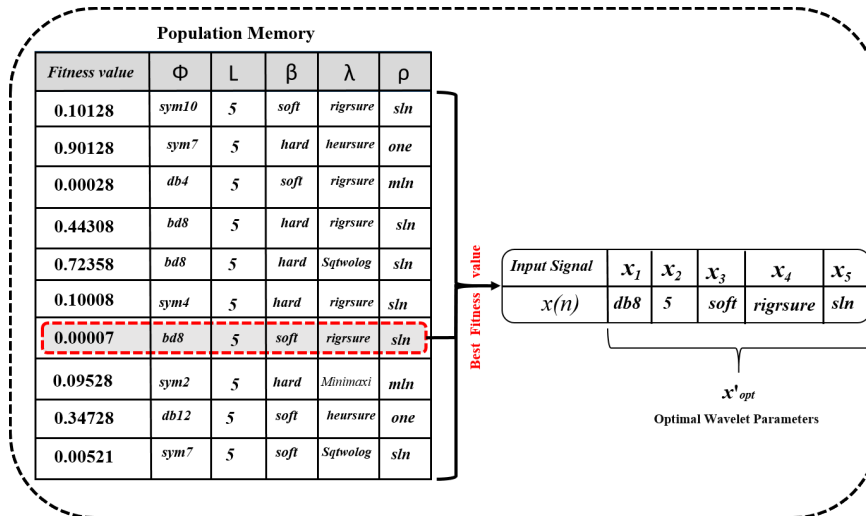 Population Memory
Fitness value Φ L β λ ρ
0.10128 sym10 5 soft rigrsure sln
0.90128 sym7 5 hard heursure one
0.00028 db4 5 soft rigrsure mln
0.44308 bd8 5 hard rigrsure sln
0.72358 bd8 5 hard Sqtwolog sln
0.10008 sym4 5 hard rigrsure sln
0.00007 bd8 5 soft rigrsure sln
0.09528 sym2 5 hard Minimaxi mln
0.34728 db12 5 soft heursure one
0.00521 sym7 5 soft Sqtwolog sln
Best Fitness value
Input Signal x1 x2 x3 x4 x5
x(n) db8 5 soft rigrsure sln
x'opt
Optimal Wavelet Parameters